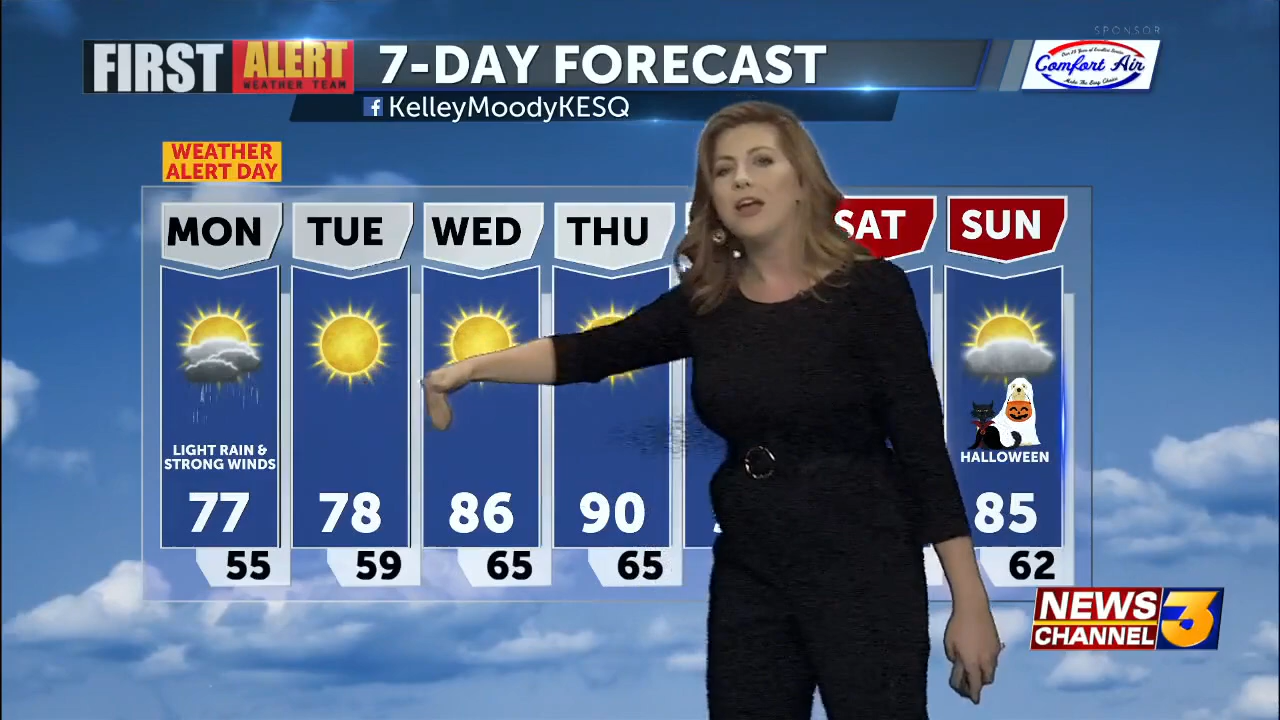 SPONSOR
FIRST ALERT
WEATHER TEAM
7-DAY FORECAST
Comfort Air
KelleyMoodyKESQ
WEATHER
ALERT DAY
MON TUE WED THU SAT SUN
LIGHT RAIN &
STRONG WINDS
HALLOWEEN
77 78 86 90 85
55 59 65 65 62
NEWS
CHANNEL 3